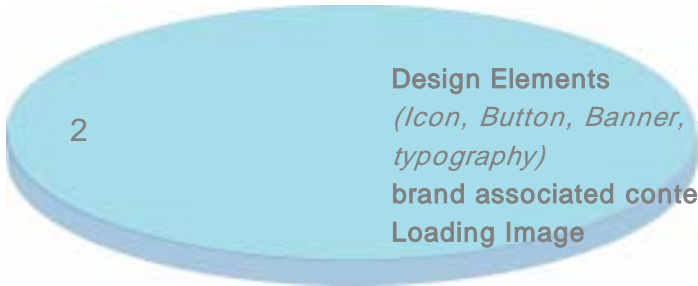 2
Design Elements
(Icon, Button, Banner,
typography)
brand associated conte
Loading Image